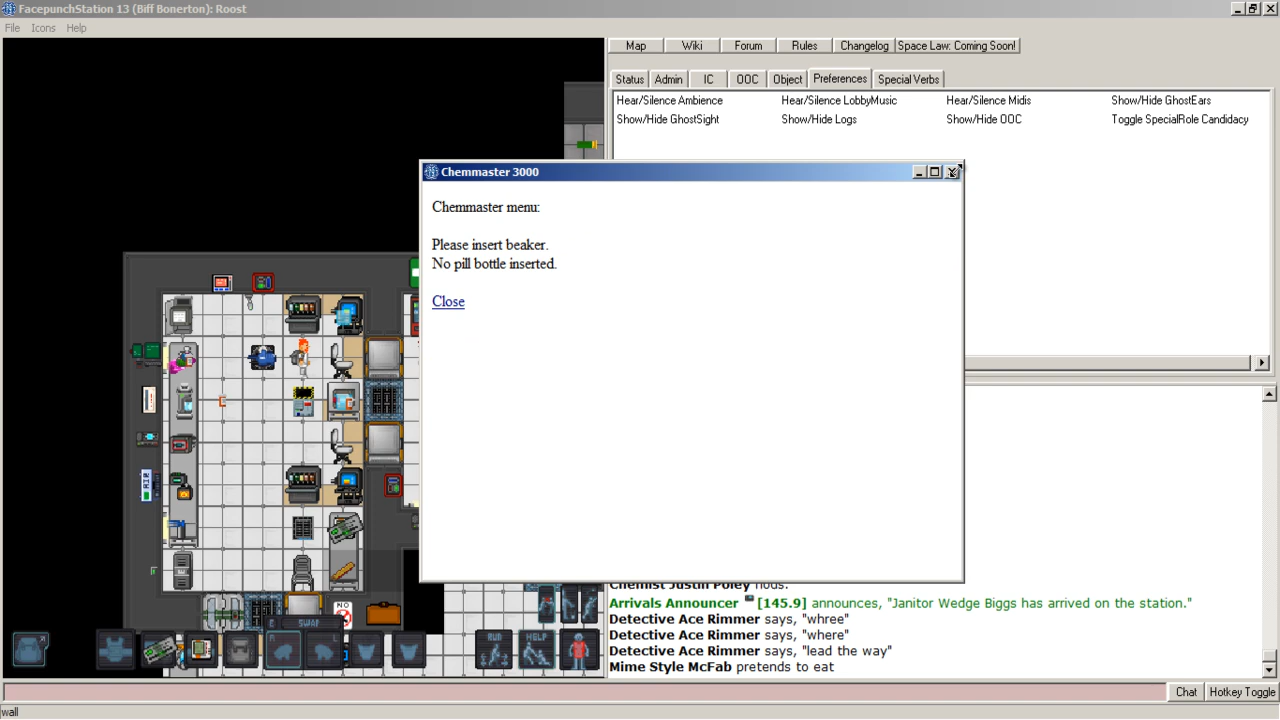 FacepunchStation 13 (Biff Bonerton): Roost
File Icons Help
Map Wiki Forum Rules Changelog Space Law: Coming Soon!
Status Admin IC OOC Object Preferences Special Verbs
Hear/Silence Ambience Hear/Silence LobbyMusic Hear/Silence Midis Show/Hide GhostEars
Show/Hide GhostSight Show/Hide Logs Show/Hide OOC Toggle SpecialRole Candidacy
Chemmaster 3000
Chemmaster menu:
Please insert beaker.
No pill bottle inserted.
Close
Chemist Justin Poley nods.
Arrivals Announcer [145.9] announces, "Janitor Wedge Biggs has arrived on the station."
Detective Ace Rimmer says, "whree"
Detective Ace Rimmer says, "where"
Detective Ace Rimmer says, "lead the way"
Mime Style McFab pretends to eat
AIR
NO
R SWAP L
RUN HELP
Chat Hotkey Toggle
wall